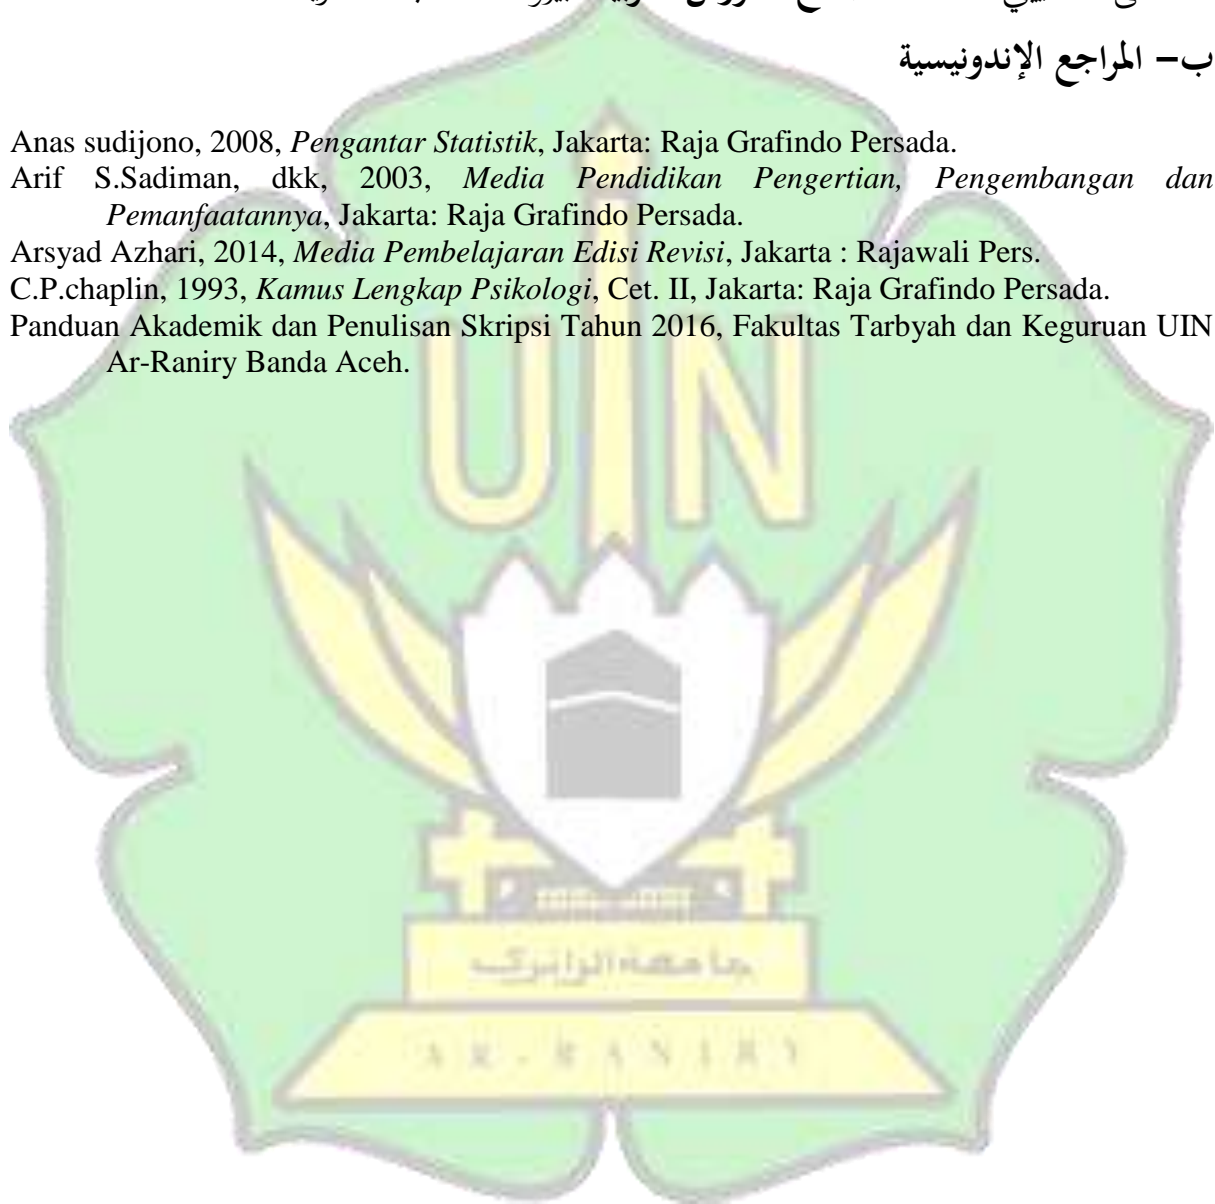 ب– المراجع الإندونيسية
Anas sudijono, 2008, Pengantar Statistik, Jakarta: Raja Grafindo Persada.
Arif S.Sadiman, dkk, 2003, Media Pendidikan Pengertian, Pengembangan dan
Pemanfaatannya, Jakarta: Raja Grafindo Persada.
Arsyad Azhari, 2014, Media Pembelajaran Edisi Revisi, Jakarta : Rajawali Pers.
C.P.chaplin, 1993, Kamus Lengkap Psikologi, Cet. II, Jakarta: Raja Grafindo Persada.
Panduan Akademik dan Penulisan Skripsi Tahun 2016, Fakultas Tarbyah dan Keguruan UIN
Ar-Raniry Banda Aceh.
UIN
جامعة الرانيري
AR-RANIRY